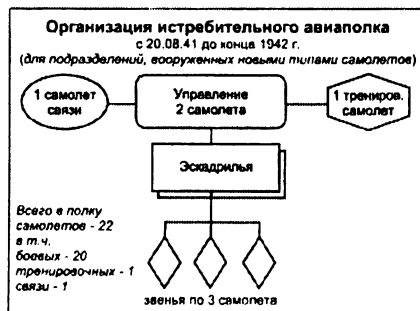 Организация истребительного авиаполка
с 20.08.41 до конца 1942 г.
(для подразделений, вооруженных новыми типами самолетов)
1 самолет
связи
Управление
2 самолета
1 трениров.
самолет
Эскадрилья
Всего в полку
самолетов - 22
в т.ч.
боевых - 20
тренировочных - 1
связи - 1
звенья по 3 самолета